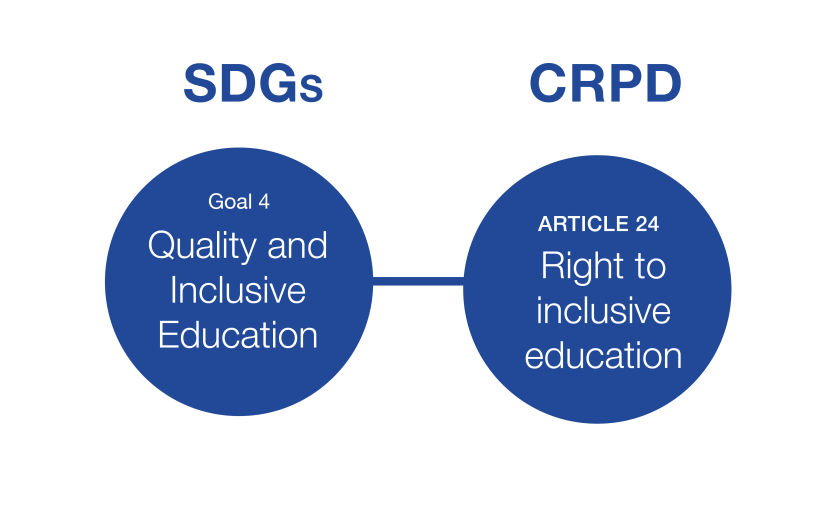 SDGs
Goal 4
Quality and
Inclusive
Education
CRPD
ARTICLE 24
Right to
inclusive
education